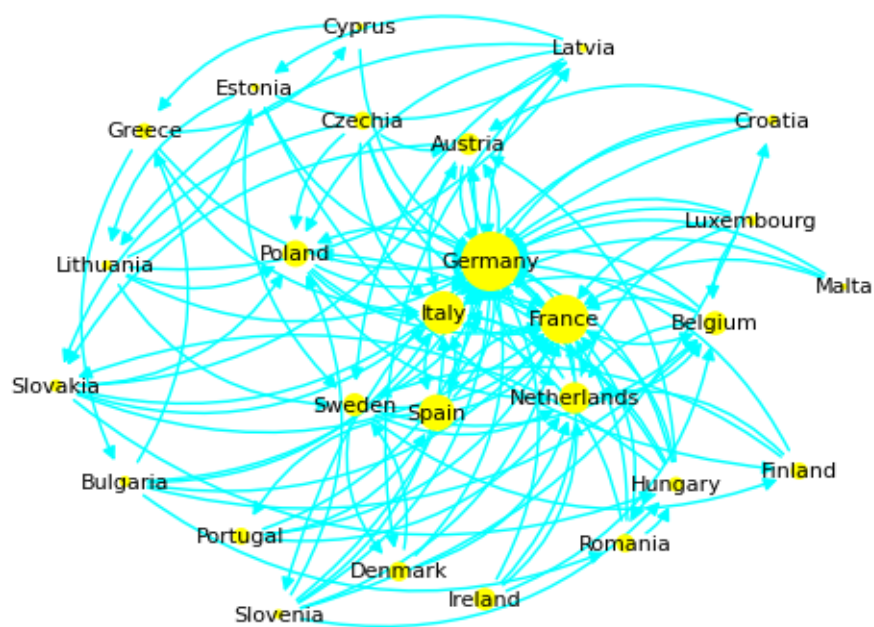 Cyprus
Latvia
Estonia
Greece
Czechia
Austria
Croatia
Luxembourg
Lithuania
Poland
Germany
Malta
Italy
France
Belgium
Slovakia
Sweden
Spain
Netherlands
Bulgaria
Hungary
Finland
Portugal
Romania
Denmark
Slovenia
Ireland